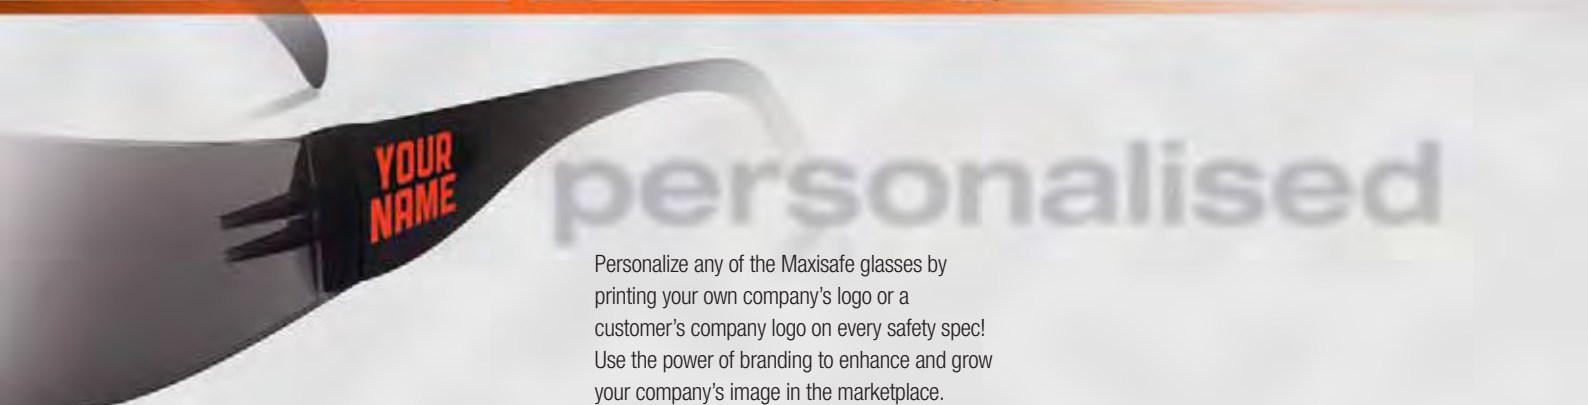 YOUR
NAME
personalised
Personalize any of the Maxisafe glasses by
printing your own company's logo or a
customer's company logo on every safety spec!
Use the power of branding to enhance and grow
your company's image in the marketplace.